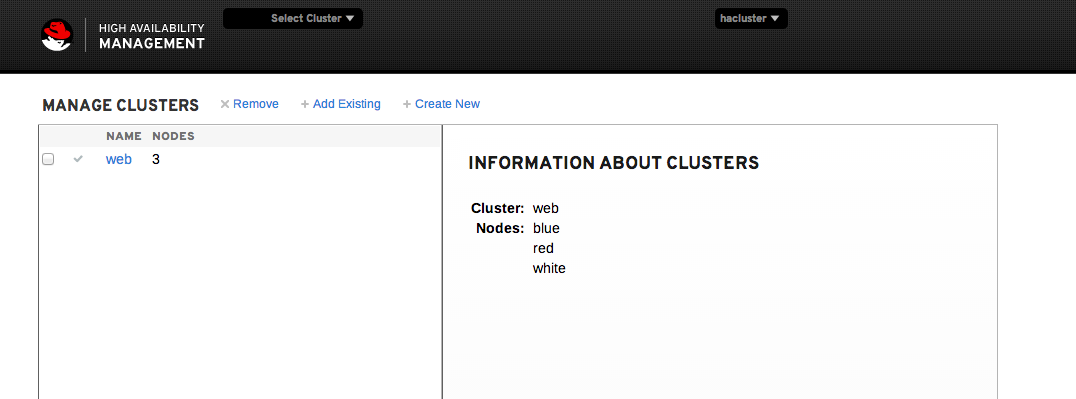 HIGH AVAILABILITY
MANAGEMENT
Select Cluster
hacluster
MANAGE CLUSTERS
Remove
Add Existing
Create New
NAME NODES
web 3
INFORMATION ABOUT CLUSTERS
Cluster: web
Nodes: blue
red
white